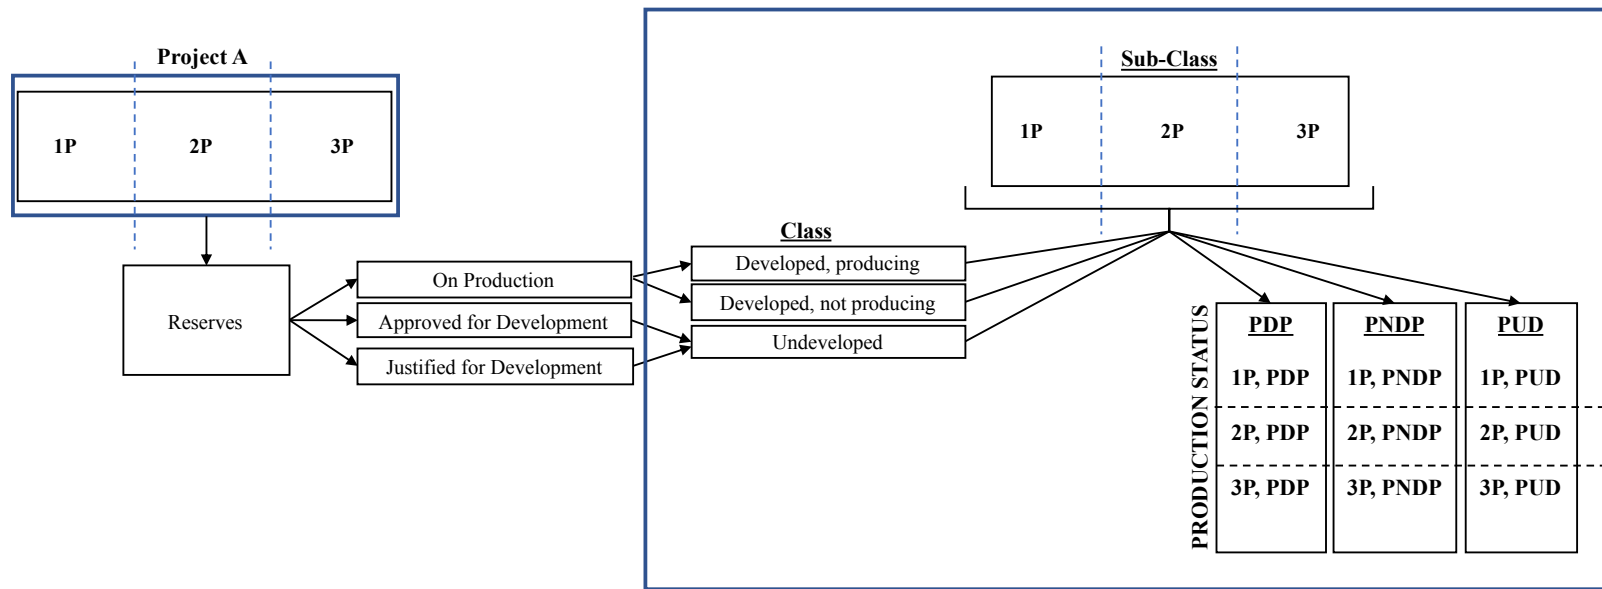 Project A
1P 2P 3P
Reserves
On Production
Approved for Development
Justified for Development
Class
Developed, producing
Developed, not producing
Undeveloped
Sub-Class
1P 2P 3P
PRODUCTION STATUS
PDP PNDP PUD
1P, PDP 1P, PNDP 1P, PUD
2P, PDP 2P, PNDP 2P, PUD
3P, PDP 3P, PNDP 3P, PUD